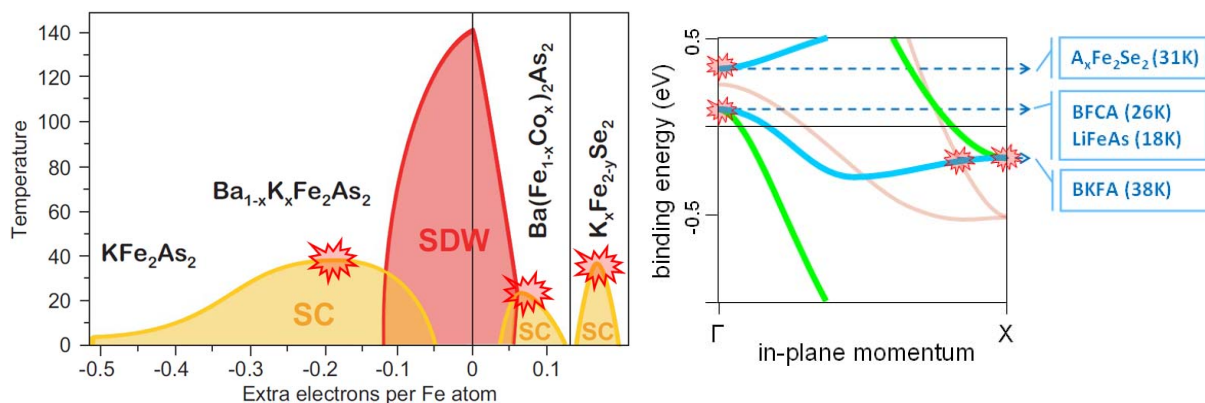 Temperature
140
120
100
80
60
40
20
0
KFe2As2
Ba1-xKxFe2As2
SDW
Ba(Fe1-xCox)2As2
KxFe2-ySe2
SC
SC
SC
-0.5
-0.4
-0.3
-0.2
-0.1
0
0.1
Extra electrons per Fe atom
binding energy (eV)
0.5
-0.5
Γ
X
in-plane momentum
AxFe2Se2 (31K)
BFCA (26K)
LiFeAs (18K)
BKFA (38K)